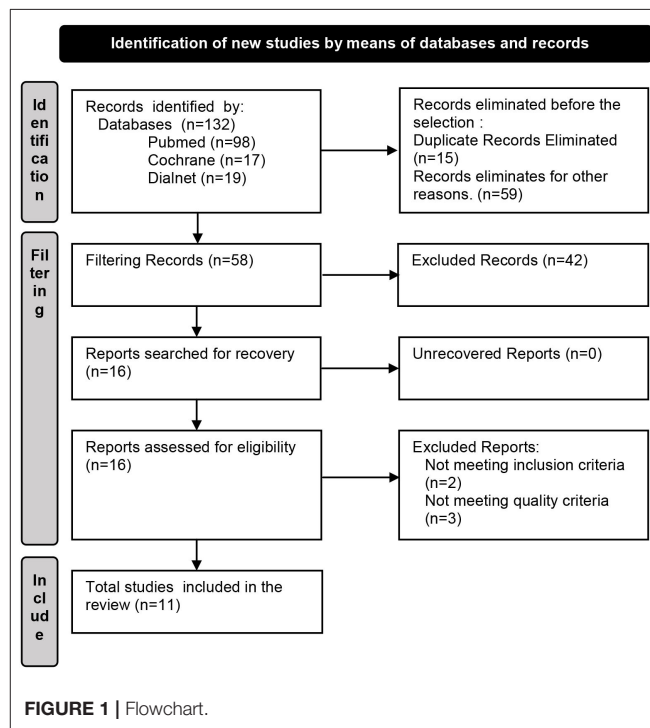 Identification of new studies by means of databases and records
Id
en
tifi
ca
tio
n
Records identified by:
Databases (n=132)
Pubmed (n=98)
Cochrane (n=17)
Dialnet (n=19)
Records eliminated before the
selection :
Duplicate Records Eliminated
(n=15)
Records eliminates for other
reasons. (n=59)
Fil
ter
in
g
Filtering Records (n=58)
Excluded Records (n=42)
Reports searched for recovery
(n=16)
Unrecovered Reports (n=0)
Reports assessed for eligibility
(n=16)
Excluded Reports:
Not meeting inclusion criteria
(n=2)
Not meeting quality criteria
(n=3)
In
cl
ud
e
Total studies included in the
review (n=11)
FIGURE 1 | Flowchart.